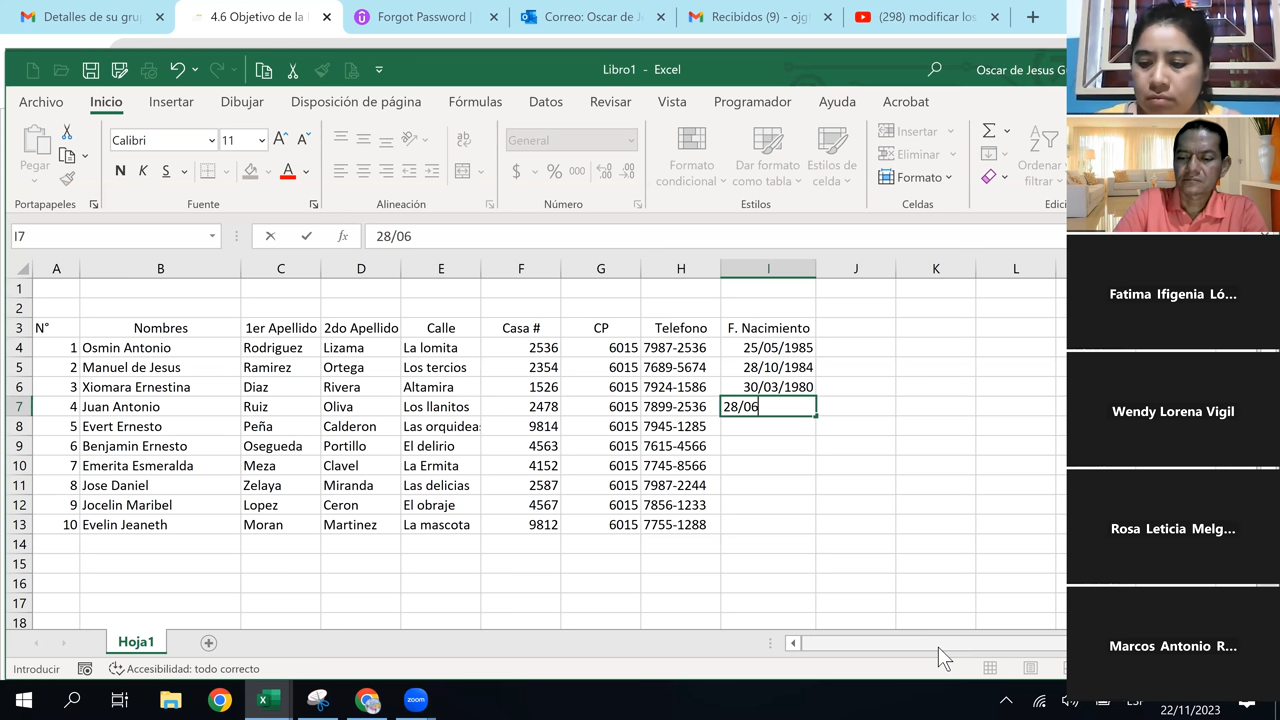 Detalles de su gru
4.6 Objetivo de la
Forgot Password |
Correo: Oscar de J
Recibidos (9) - ojg
(298) modificar los
Libro1 - Excel
Oscar de Jesus G
Archivo Inicio Insertar Dibujar Disposición de página Fórmulas Datos Revisar Vista Programador Ayuda Acrobat
Pegar
Calibri 11
N K S
General
$ % 000
Formato condicional
Dar formato como tabla
Estilos de celda
Insertar
Eliminar
Formato
Ordenar
filtrar
Portapapeles Fuente Alineación Número Estilos Celdas Edici
I7 fx 28/06
A B C D E F G H I J K L
1
2
3 N° Nombres 1er Apellido 2do Apellido Calle Casa # CP Telefono F. Nacimiento
4 1 Osmin Antonio Rodriguez Lizama La lomita 2536 6015 7987-2536 25/05/1985
5 2 Manuel de Jesus Ramirez Ortega Los tercios 2354 6015 7689-5674 28/10/1984
6 3 Xiomara Ernestina Diaz Rivera Altamira 1526 6015 7924-1586 30/03/1980
7 4 Juan Antonio Ruiz Oliva Los llanitos 2478 6015 7899-2536 28/06
8 5 Evert Ernesto Peña Calderon Las orquideas 9814 6015 7945-1285
9 6 Benjamin Ernesto Osegueda Portillo El delirio 4563 6015 7615-4566
10 7 Emerita Esmeralda Meza Clavel La Ermita 4152 6015 7745-8566
11 8 Jose Daniel Zelaya Miranda Las delicias 2587 6015 7987-2244
12 9 Jocelin Maribel Lopez Ceron El obraje 4567 6015 7856-1233
13 10 Evelin Jeaneth Moran Martinez La mascota 9812 6015 7755-1288
14
15
16
17
18
Hoja1
Introducir
Accesibilidad: todo correcto
zoom
ESP
22/11/2023
Fatima Ifigenia Ló...
Wendy Lorena Vigil
Rosa Leticia Melg...
Marcos Antonio R...